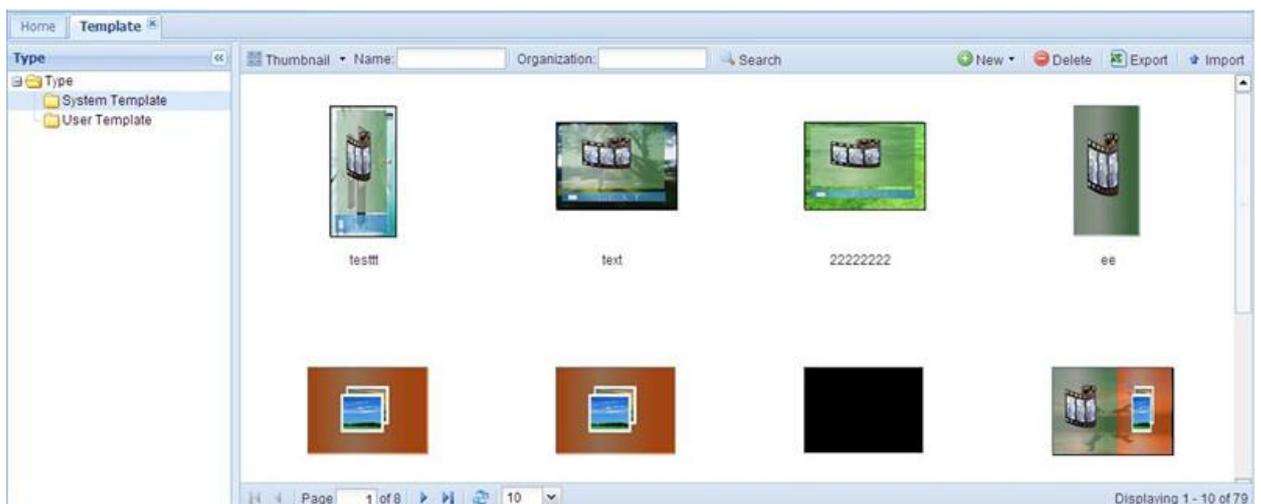 Home Template
Type
Thumbnail Name: Organization: Search New Delete Export Import
Type
System Template
User Template
testtt text 22222222 ee
Page 1 of 8 10 Displaying 1 - 10 of 79